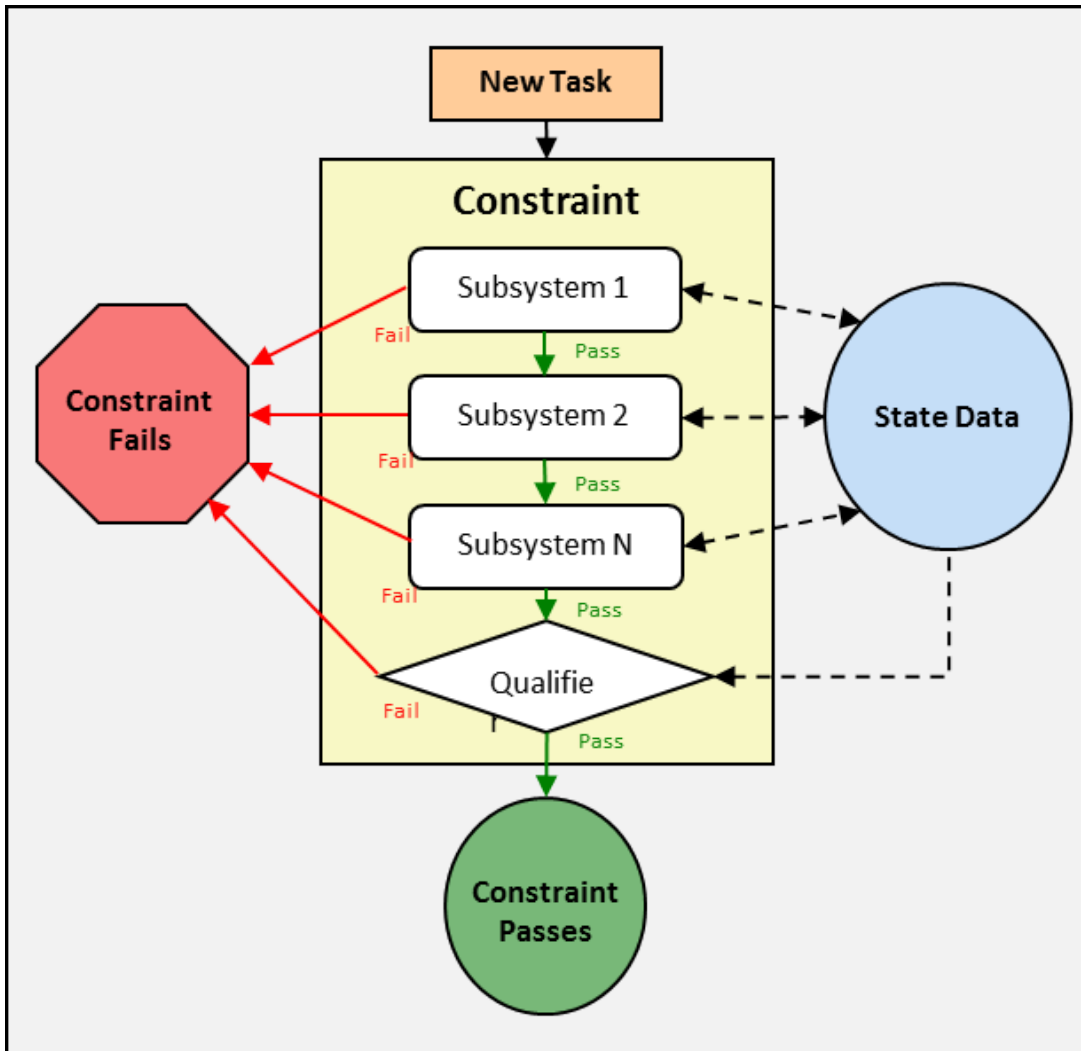 New Task
Constraint
Subsystem 1
Fail
Pass
Constraint
Fails
Subsystem 2
State Data
Fail
Pass
Subsystem N
Fail
Pass
Qualifie
r
Fail
Pass
Constraint
Passes